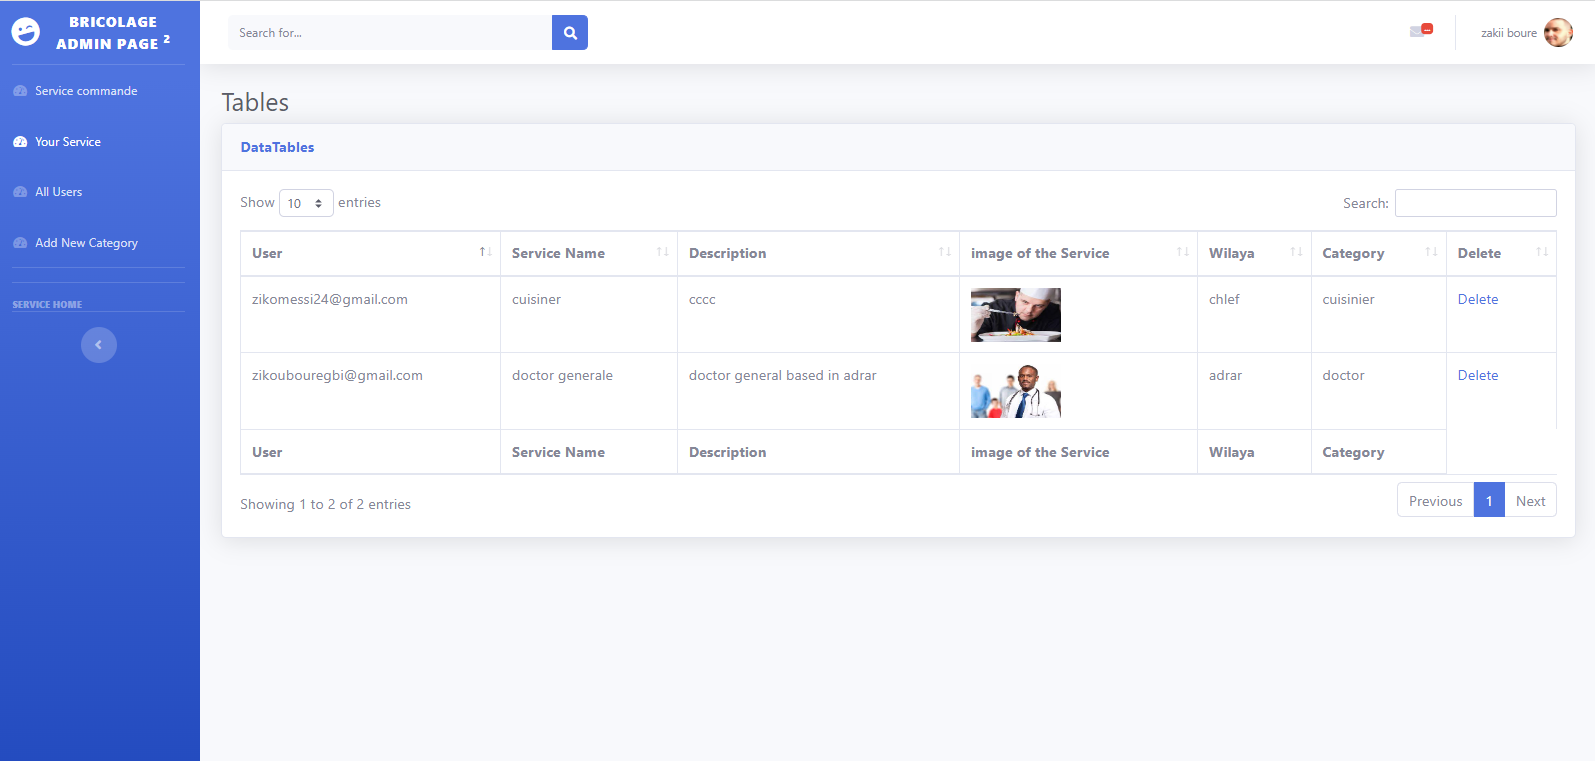 BRICOLAGE
ADMIN PAGE 2
Search for...
zakii boure
Service commande
Your Service
All Users
Add New Category
SERVICE HOME
Tables
DataTables
Show 10 entries
Search:
User Service Name Description image of the Service Wilaya Category Delete
zikomessi24@gmail.com cuisiner cccc chlef cuisinier Delete
zikoubouregbi@gmail.com doctor generale doctor general based in adrar adrar doctor Delete
User Service Name Description image of the Service Wilaya Category
Showing 1 to 2 of 2 entries
Previous 1 Next